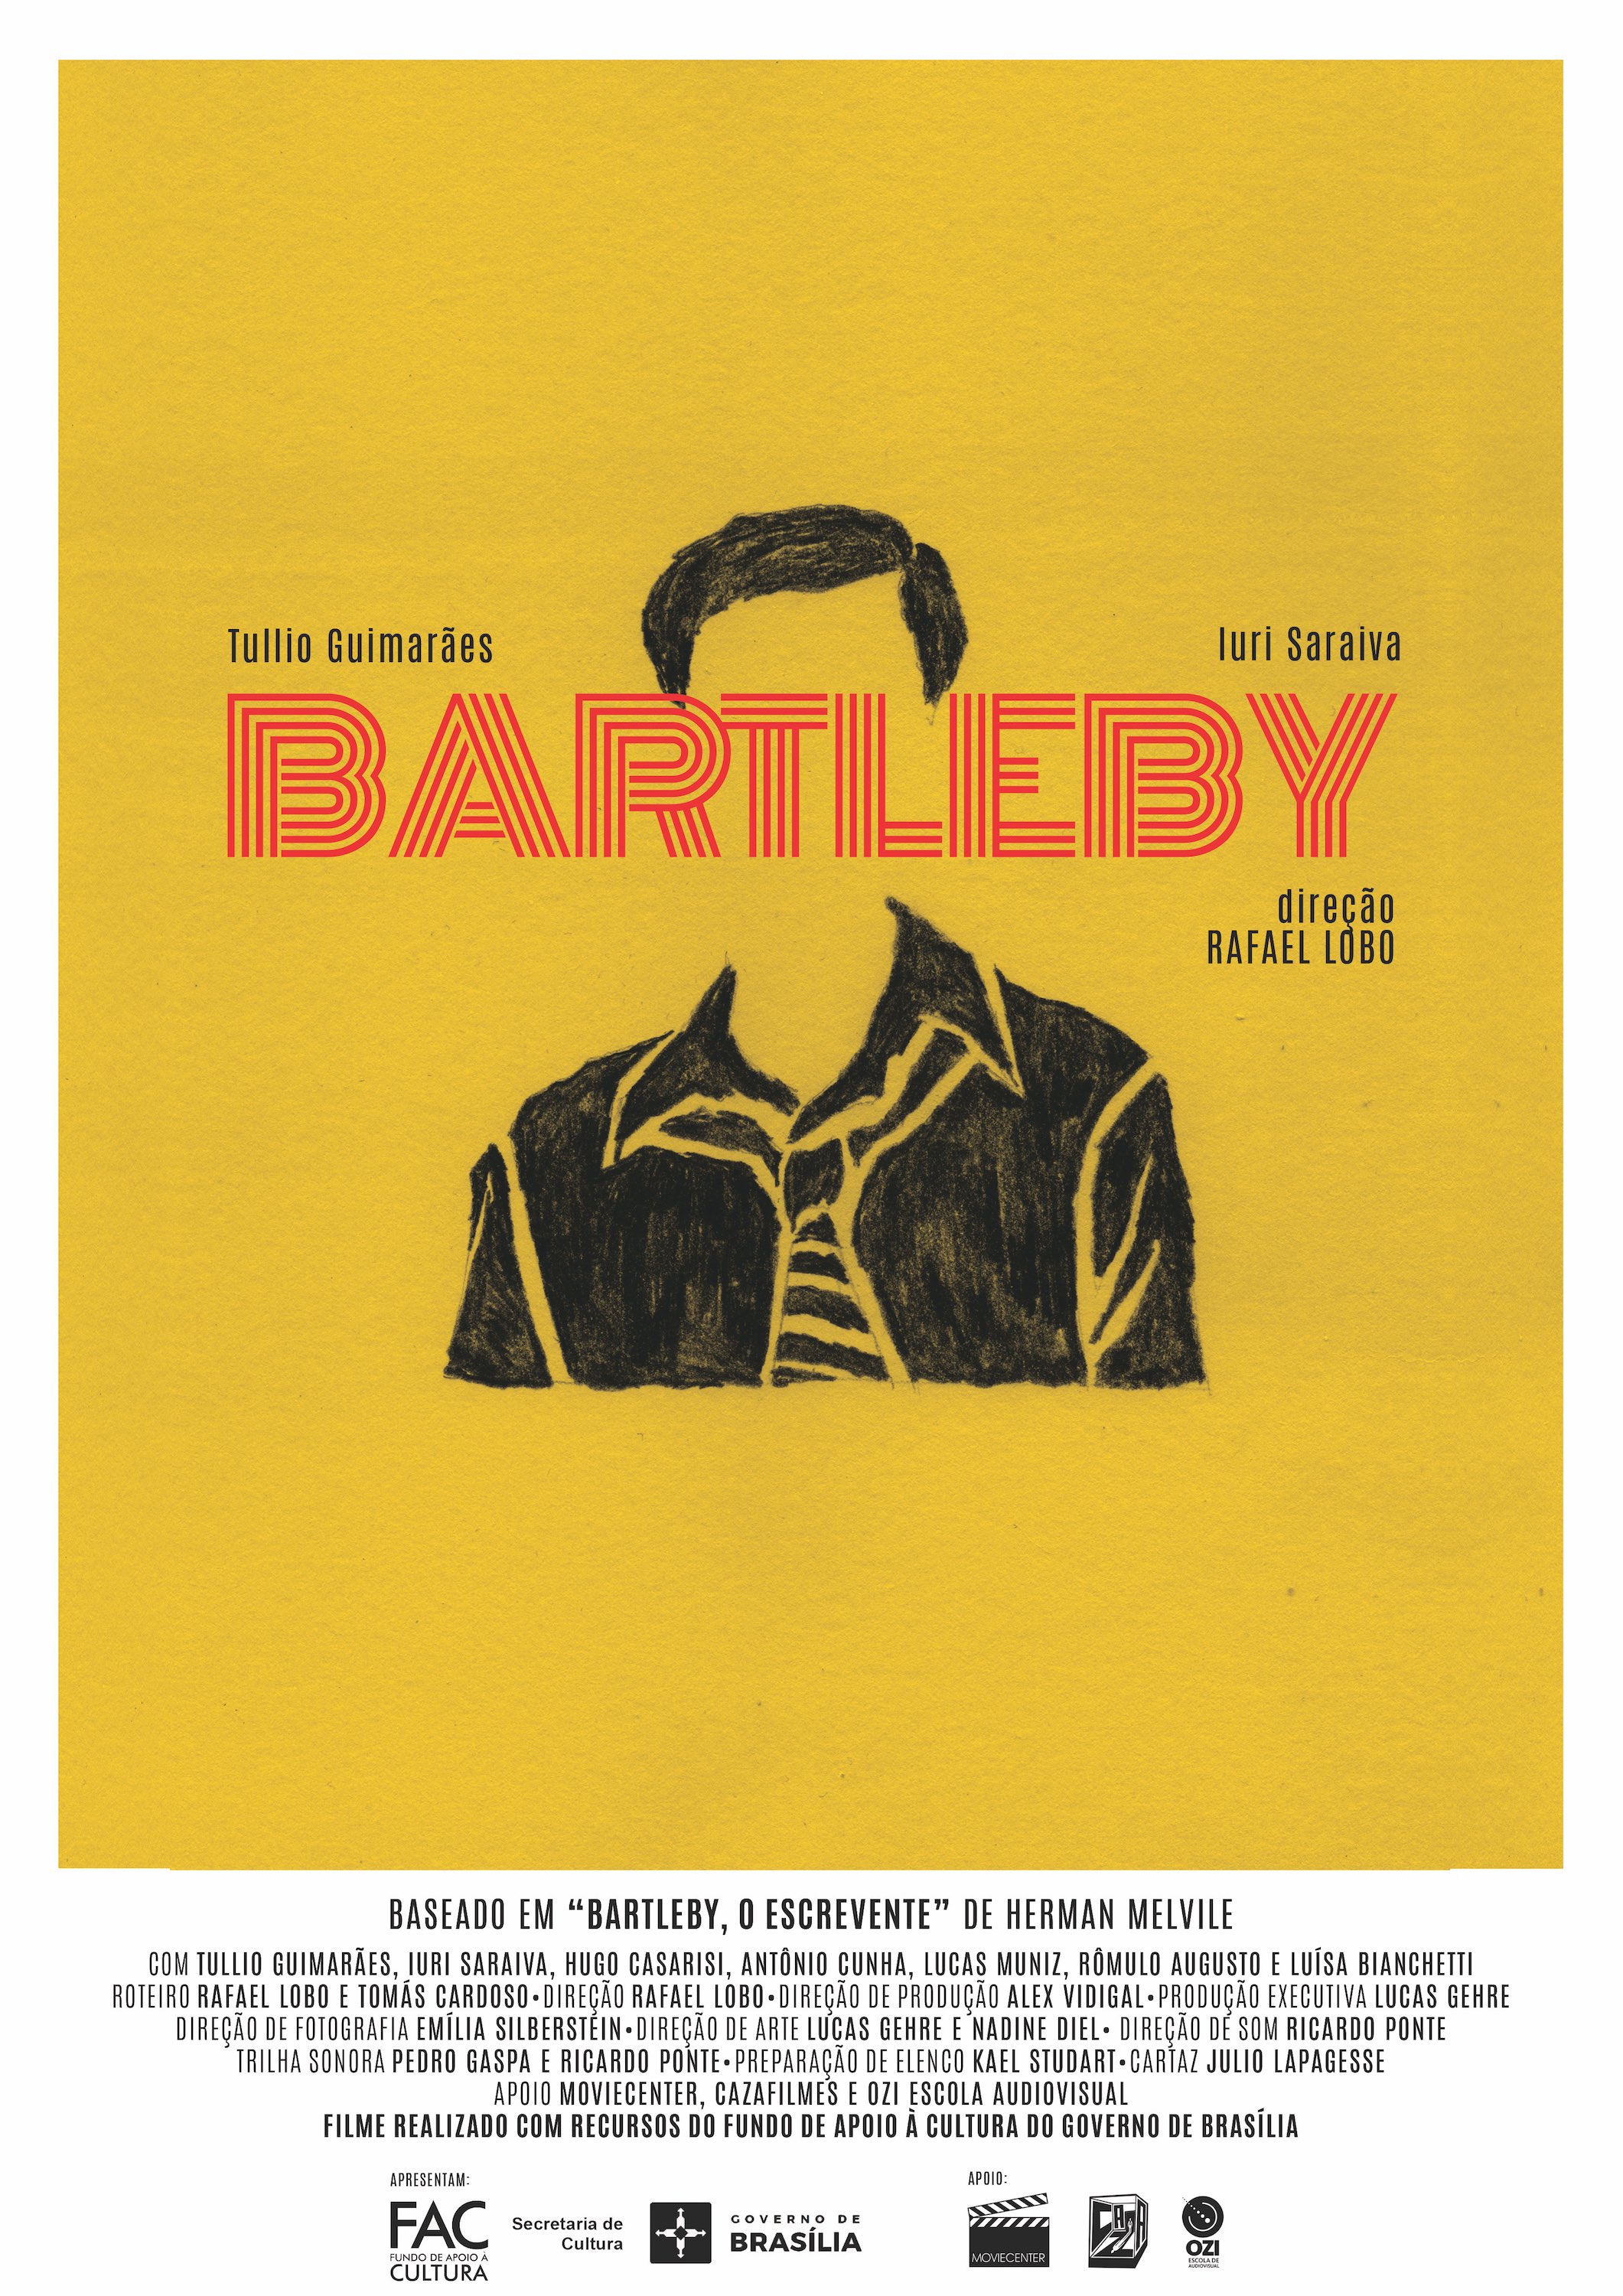 Tullio Guimarães
Iuri Saraiva
BARTLEBY
direção
RAFAEL LOBO
BASEADO EM “BARTLEBY, O ESCREVENTE” DE HERMAN MELVILE
COM TULLIO GUIMARÃES, IURI SARAIVA, HUGO CASARISI, ANTÔNIO CUNHA, LUCAS MUNIZ, RÔMULO AUGUSTO E LUÍSA BIANCHETTI
ROTEIRO RAFAEL LOBO E TOMÁS CARDOSO•DIREÇÃO RAFAEL LOBO•DIREÇÃO DE PRODUÇÃO ALEX VIDIGAL•PRODUÇÃO EXECUTIVA LUCAS GEHRE
DIREÇÃO DE FOTOGRAFIA EMÍLIA SILBERSTEIN•DIREÇÃO DE ARTE LUCAS GEHRE E NADINE DIEL• DIREÇÃO DE SOM RICARDO PONTE
TRILHA SONORA PEDRO GASPA E RICARDO PONTE•PREPARAÇÃO DE ELENCO KAEL STUDART•CARTAZ JULIO LAPAGESSE
APOIO MOVIECENTER, CAZAFILMES E OZI ESCOLA AUDIOVISUAL
FILME REALIZADO COM RECURSOS DO FUNDO DE APOIO À CULTURA DO GOVERNO DE BRASÍLIA
APRESENTAM:
FAC
FUNDO DE APOIO À
CULTURA
Secretaria de
Cultura
GOVERNO DE
BRASÍLIA
APOIO:
MOVIECENTER
CAZA
OZI
ESCOLA DE
AUDIOVISUAL